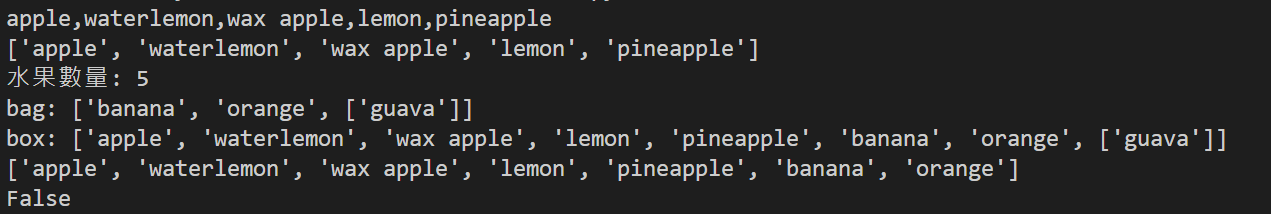 apple,waterlemon,wax apple,lemon,pineapple
['apple', 'waterlemon', 'wax apple', 'lemon', 'pineapple']
水果數量: 5
bag: ['banana', 'orange', ['guava']]
box: ['apple', 'waterlemon', 'wax apple', 'lemon', 'pineapple', 'banana', 'orange', ['guava']]
['apple', 'waterlemon', 'wax apple', 'lemon', 'pineapple', 'banana', 'orange']
False